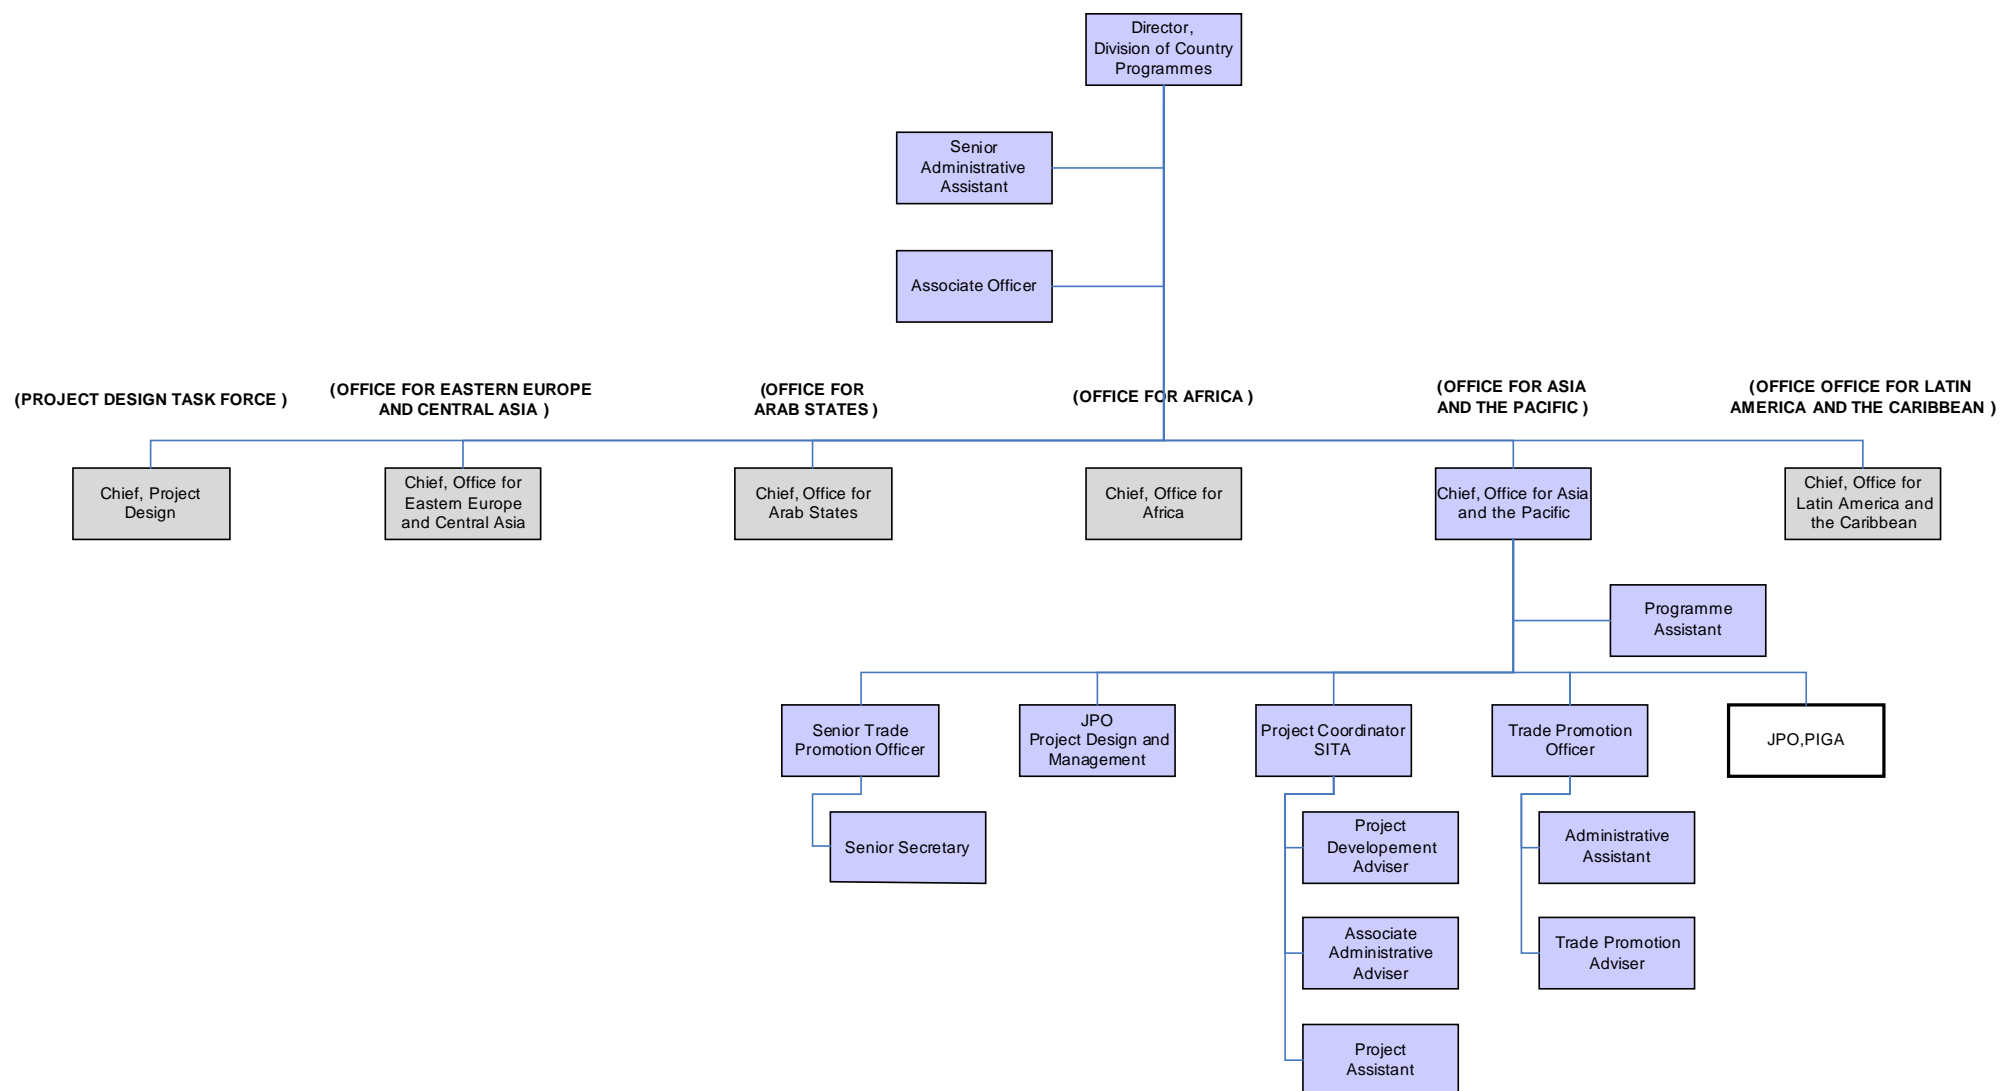 Director,
Division of Country
Programmes
Senior
Administrative
Assistant
Associate Officer
(PROJECT DESIGN TASK FORCE )
(OFFICE FOR EASTERN EUROPE
AND CENTRAL ASIA )
(OFFICE FOR
ARAB STATES )
(OFFICE FOR AFRICA )
(OFFICE FOR ASIA
AND THE PACIFIC )
(OFFICE OFFICE FOR LATIN
AMERICA AND THE CARIBBEAN )
Chief, Project
Design
Chief, Office for
Eastern Europe
and Central Asia
Chief, Office for
Arab States
Chief, Office for
Africa
Chief, Office for Asia
and the Pacific
Chief, Office for
Latin America and
the Caribbean
Programme
Assistant
Senior Trade
Promotion Officer
JPO
Project Design and
Management
Project Coordinator
SITA
Trade Promotion
Officer
JPO,PIGA
Senior Secretary
Project
Developement
Adviser
Administrative
Assistant
Associate
Administrative
Adviser
Trade Promotion
Adviser
Project
Assistant